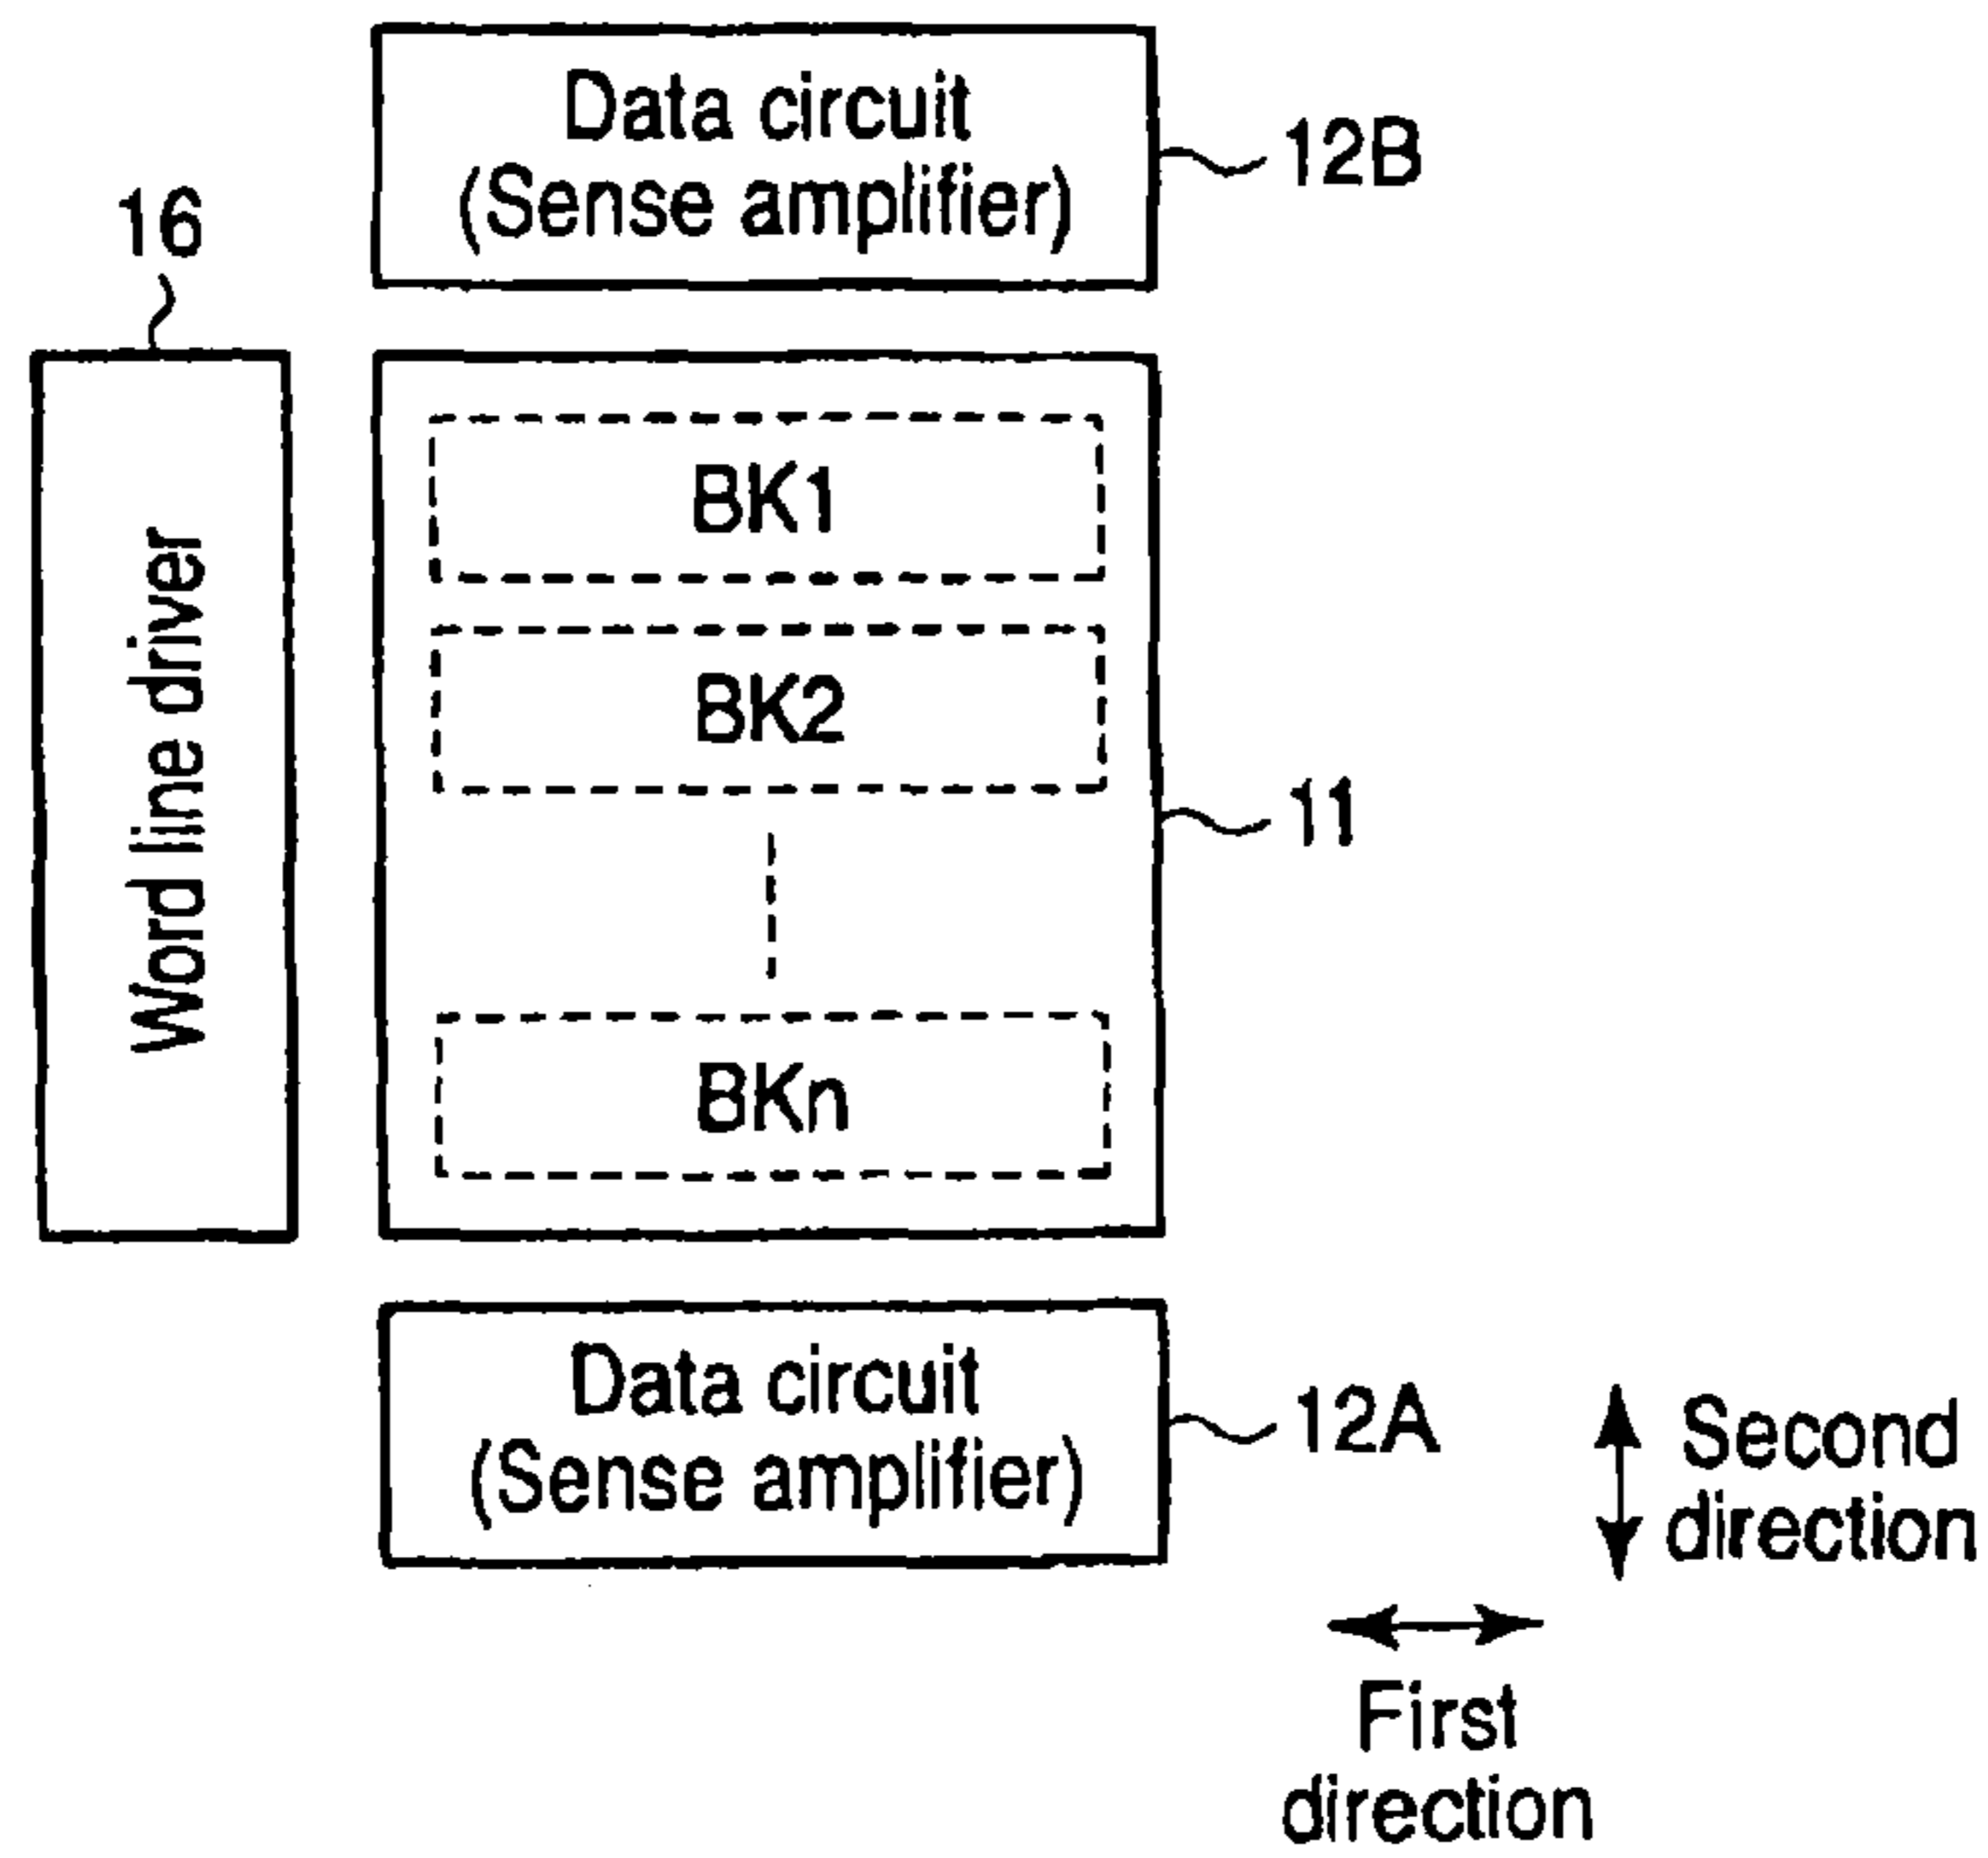 Data circuit
(Sense amplifier)
12B
16
Word line driver
BK1
BK2
11
BKn
Data circuit
(Sense amplifier)
12A
Second
direction
First
direction